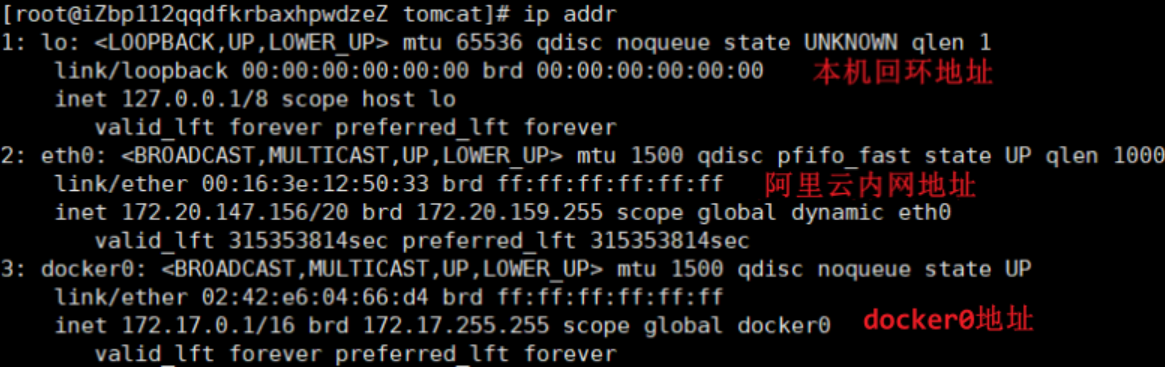 [root@iZbp112qqdfkrbaxhpwdzeZ tomcat]# ip addr
1: lo: <LOOPBACK,UP,LOWER_UP> mtu 65536 qdisc noqueue state UNKNOWN qlen 1
link/loopback 00:00:00:00:00:00 brd 00:00:00:00:00:00 本机回环地址
inet 127.0.0.1/8 scope host lo
valid_lft forever preferred_lft forever
2: eth0: <BROADCAST,MULTICAST,UP,LOWER_UP> mtu 1500 qdisc pfifo_fast state UP qlen 1000
link/ether 00:16:3e:12:50:33 brd ff:ff:ff:ff:ff:ff 阿里云内网地址
inet 172.20.147.156/20 brd 172.20.159.255 scope global dynamic eth0
valid_lft 315353814sec preferred_lft 315353814sec
3: docker0: <BROADCAST,MULTICAST,UP,LOWER_UP> mtu 1500 qdisc noqueue state UP
link/ether 02:42:e6:04:66:d4 brd ff:ff:ff:ff:ff:ff
inet 172.17.0.1/16 brd 172.17.255.255 scope global docker0 docker0地址
valid_lft forever preferred_lft forever